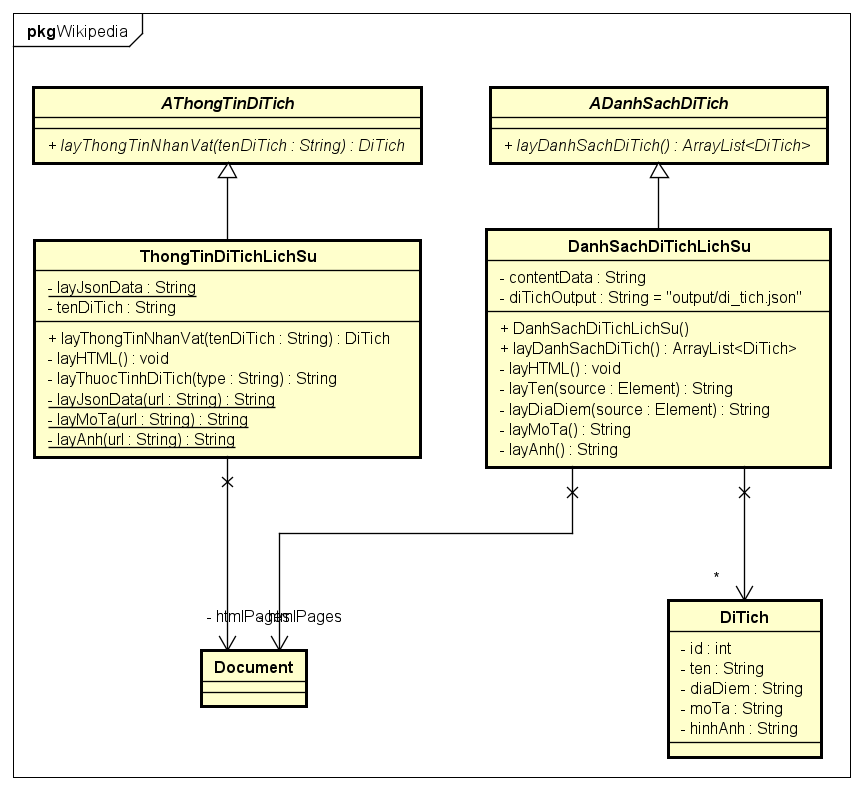 pkgWikipedia
AThongTinDiTich
+ layThongTinNhanVat(tenDiTich : String) : DiTich
ADanhSachDiTich
+ layDanhSachDiTich() : ArrayList<DiTich>
ThongTinDiTichLichSu
- layJsonData : String
- tenDiTich : String
+ layThongTinNhanVat(tenDiTich : String) : DiTich
- layHTML() : void
- layThuocTinhDiTich(type : String) : String
- layJsonData(url : String) : String
- layMoTa(url : String) : String
- layAnh(url : String) : String
DanhSachDiTichLichSu
- contentData : String
- diTichOutput : String = "output/di_tich.json"
+ DanhSachDiTichLichSu()
+ layDanhSachDiTich() : ArrayList<DiTich>
- layHTML() : void
- layTen(source : Element) : String
- layDiaDiem(source : Element) : String
- layMoTa() : String
- layAnh() : String
*
- htmlPages
- htmlPages
Document
DiTich
- id : int
- ten : String
- diaDiem : String
- moTa : String
- hinhAnh : String